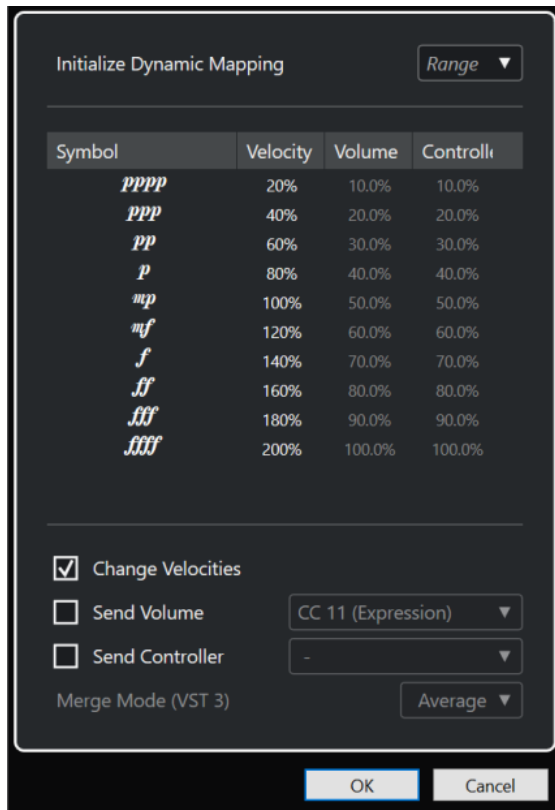 Initialize Dynamic Mapping Range
Symbol Velocity Volume Controlle
pppp 20% 10.0% 10.0%
ppp 40% 20.0% 20.0%
pp 60% 30.0% 30.0%
p 80% 40.0% 40.0%
mp 100% 50.0% 50.0%
mf 120% 60.0% 60.0%
f 140% 70.0% 70.0%
ff 160% 80.0% 80.0%
fff 180% 90.0% 90.0%
ffff 200% 100.0% 100.0%
Change Velocities
Send Volume CC 11 (Expression)
Send Controller -
Merge Mode (VST 3) Average
OK Cancel